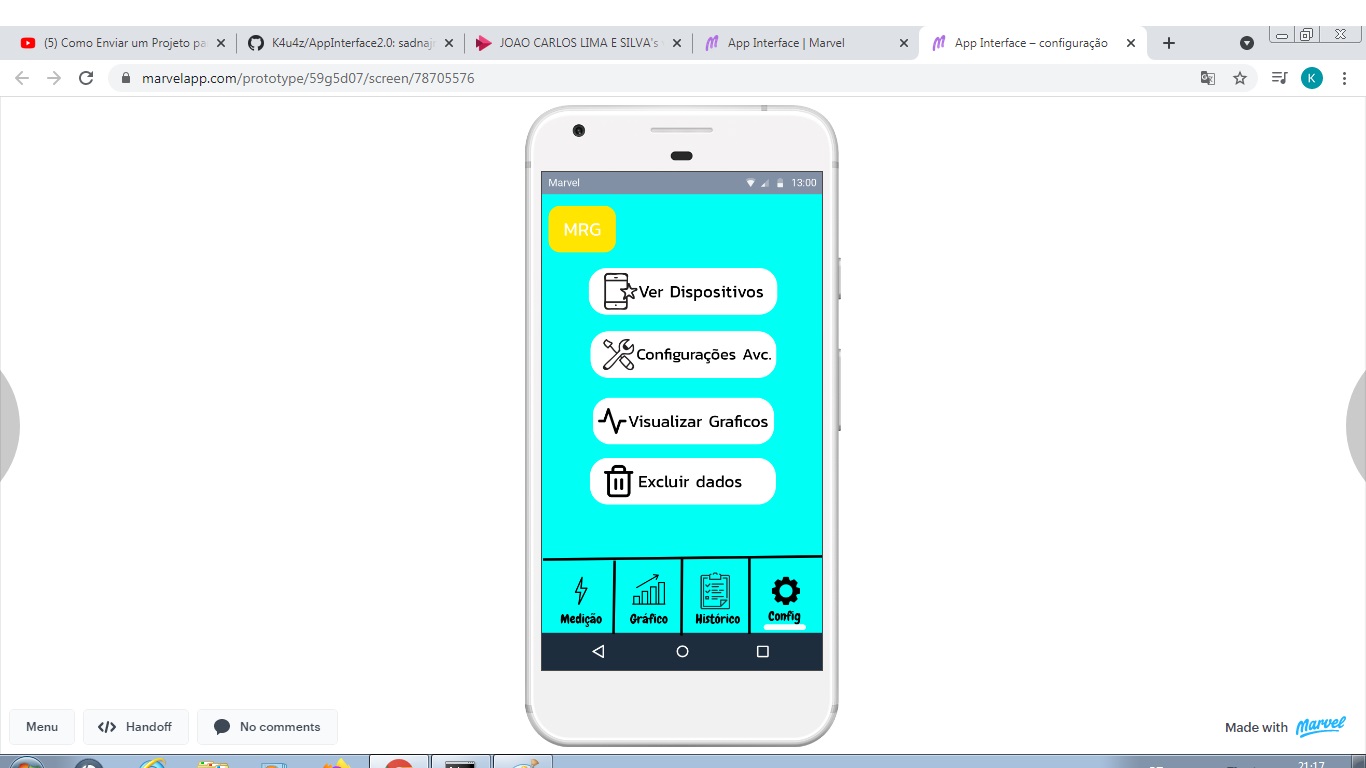 (5) Como Enviar um Projeto pa
K4u4z/AppInterface2.0: sadnajn
JOAO CARLOS LIMA E SILVA's
App Interface | Marvel
App Interface – configuração
marvelapp.com/prototype/59g5d07/screen/78705576
K
Marvel
13:00
MRG
Ver Dispositivos
Configurações Avc.
Visualizar Graficos
Excluir dados
Medição
Gráfico
Histórico
Config
Menu
Handoff
No comments
Made with Marvel
21:17